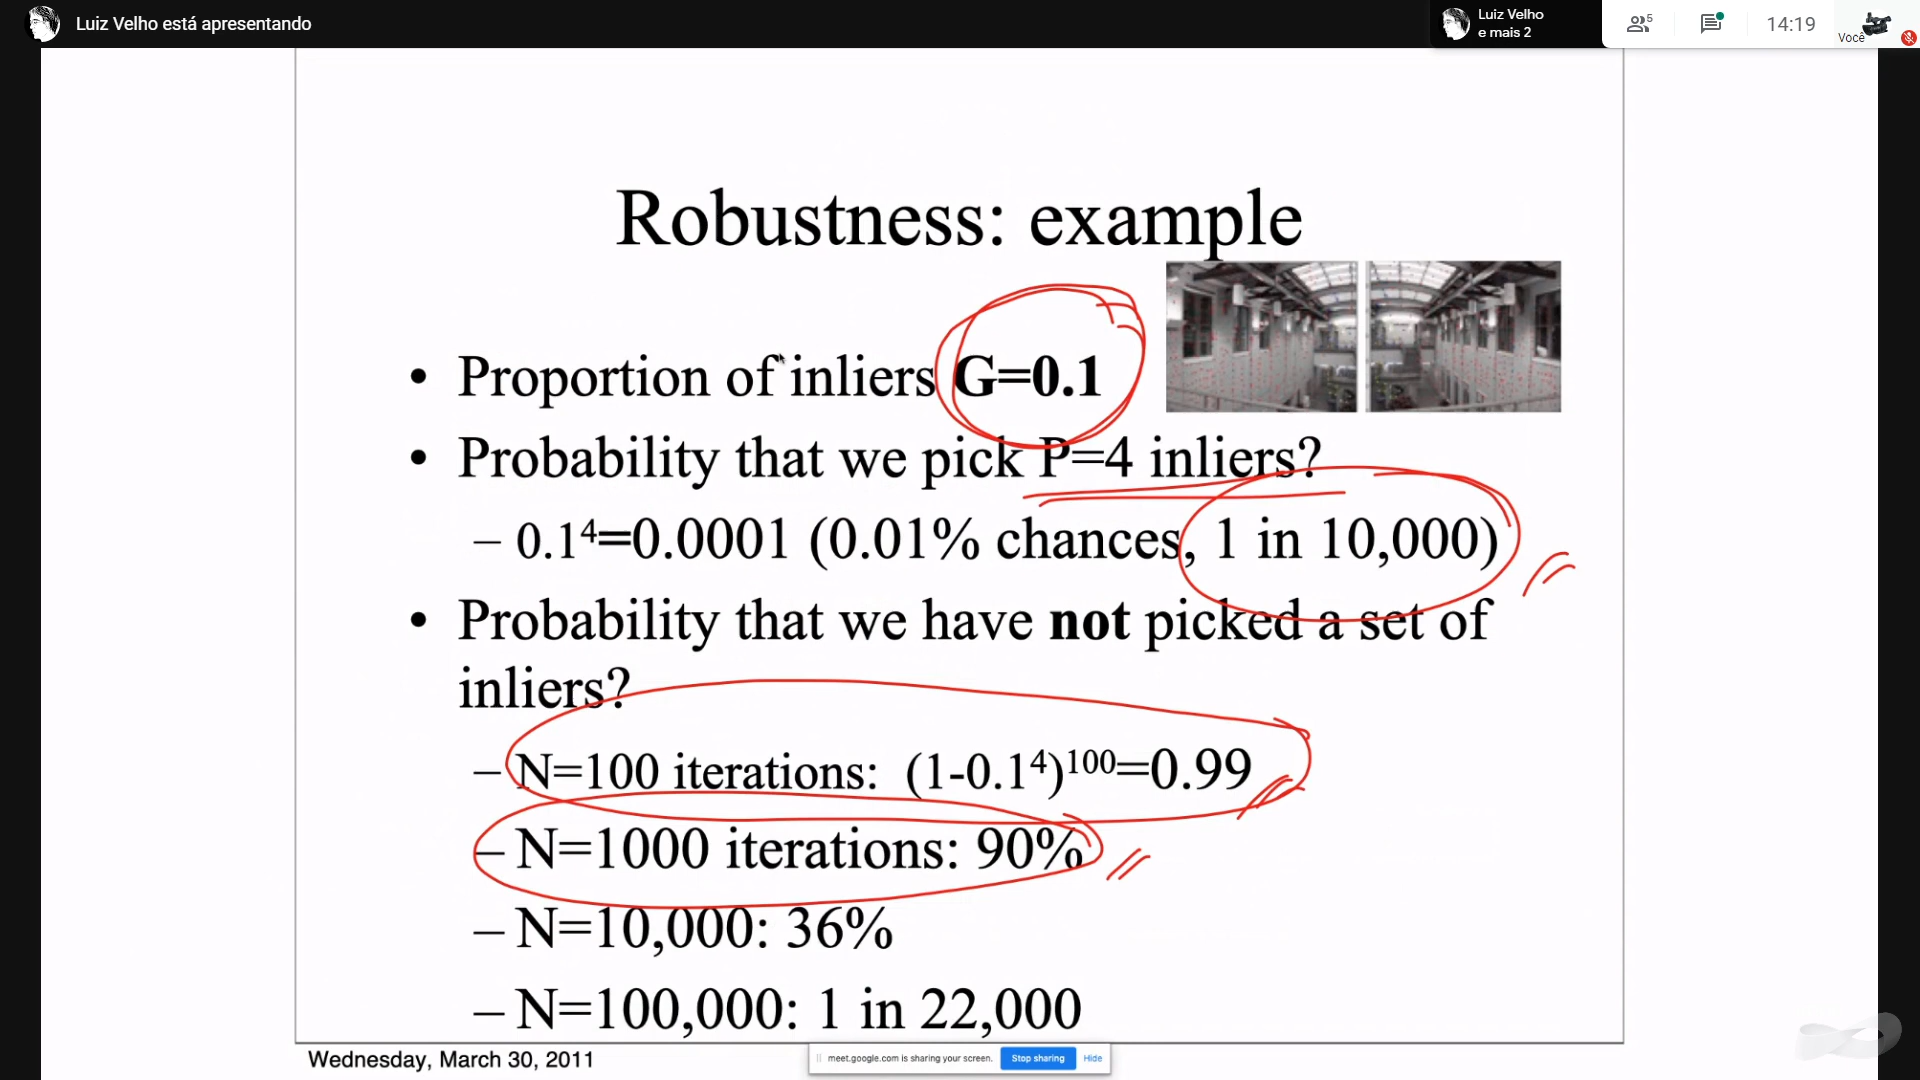 Luiz Velho está apresentando
Luiz Velho
e mais 2
5
14:19
Você
Robustness: example
• Proportion of inliers G=0.1
• Probability that we pick P=4 inliers?
– 0.1⁴=0.0001 (0.01% chances, 1 in 10,000)
• Probability that we have not picked a set of
inliers?
– N=100 iterations: (1-0.1⁴)¹⁰⁰=0.99
– N=1000 iterations: 90%
– N=10,000: 36%
– N=100,000: 1 in 22,000
Wednesday, March 30, 2011
meet.google.com is sharing your screen.
Stop sharing
Hide